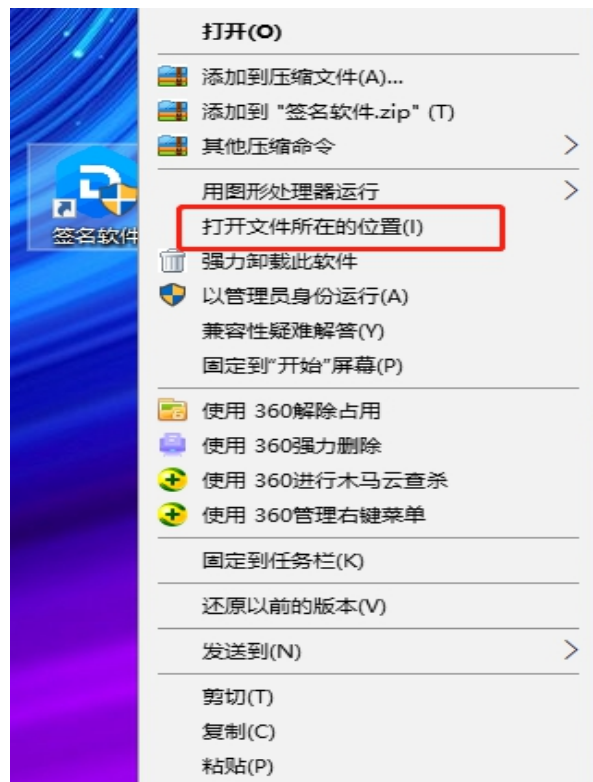 打开(O)
添加到压缩文件(A)...
添加到 "签名软件.zip" (T)
其他压缩命令
用图形处理器运行
签名软件
打开文件所在的位置(I)
强力卸载此软件
以管理员身份运行(A)
兼容性疑难解答(Y)
固定到"开始"屏幕(P)
使用 360解除占用
使用 360强力删除
使用 360进行木马云查杀
使用 360管理右键菜单
固定到任务栏(K)
还原以前的版本(V)
发送到(N)
剪切(T)
复制(C)
粘贴(P)